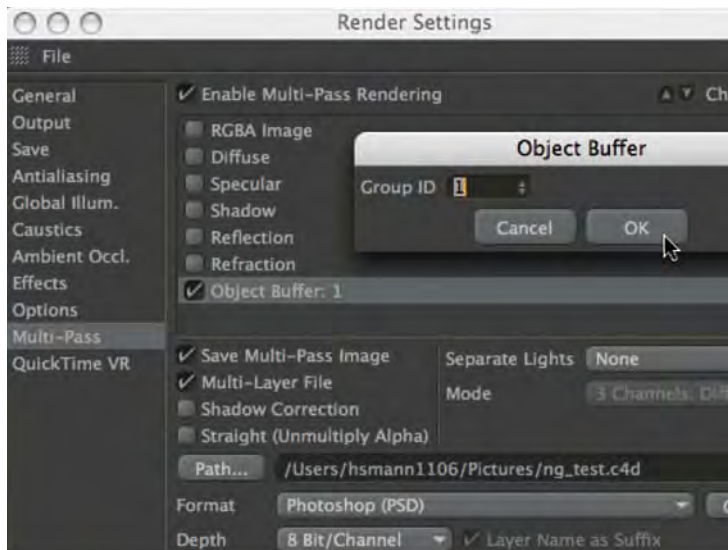 Render Settings
File
General
Output
Save
Antialiasing
Global Illum.
Caustics
Ambient Occl.
Effects
Options
Multi-Pass
QuickTime VR
Enable Multi-Pass Rendering
RGBA Image
Diffuse
Specular
Shadow
Reflection
Refraction
Object Buffer: 1
Object Buffer
Group ID 1
Cancel OK
Save Multi-Pass Image
Multi-Layer File
Shadow Correction
Straight (Unmultiply Alpha)
Separate Lights None
Mode 3 Channels:
Path... /Users/hsmann1106/Pictures/ng_test.c4d
Format Photoshop (PSD)
Depth 8 Bit/Channel Layer Name as Suffix